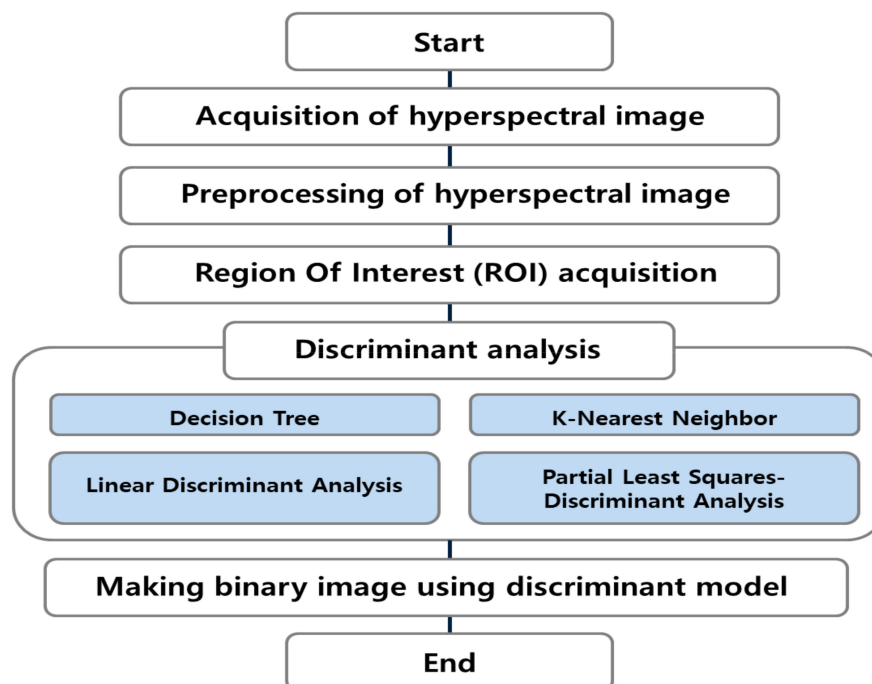 Start
Acquisition of hyperspectral image
Preprocessing of hyperspectral image
Region Of Interest (ROI) acquisition
Discriminant analysis
Decision Tree
K-Nearest Neighbor
Linear Discriminant Analysis
Partial Least Squares-
Discriminant Analysis
Making binary image using discriminant model
End